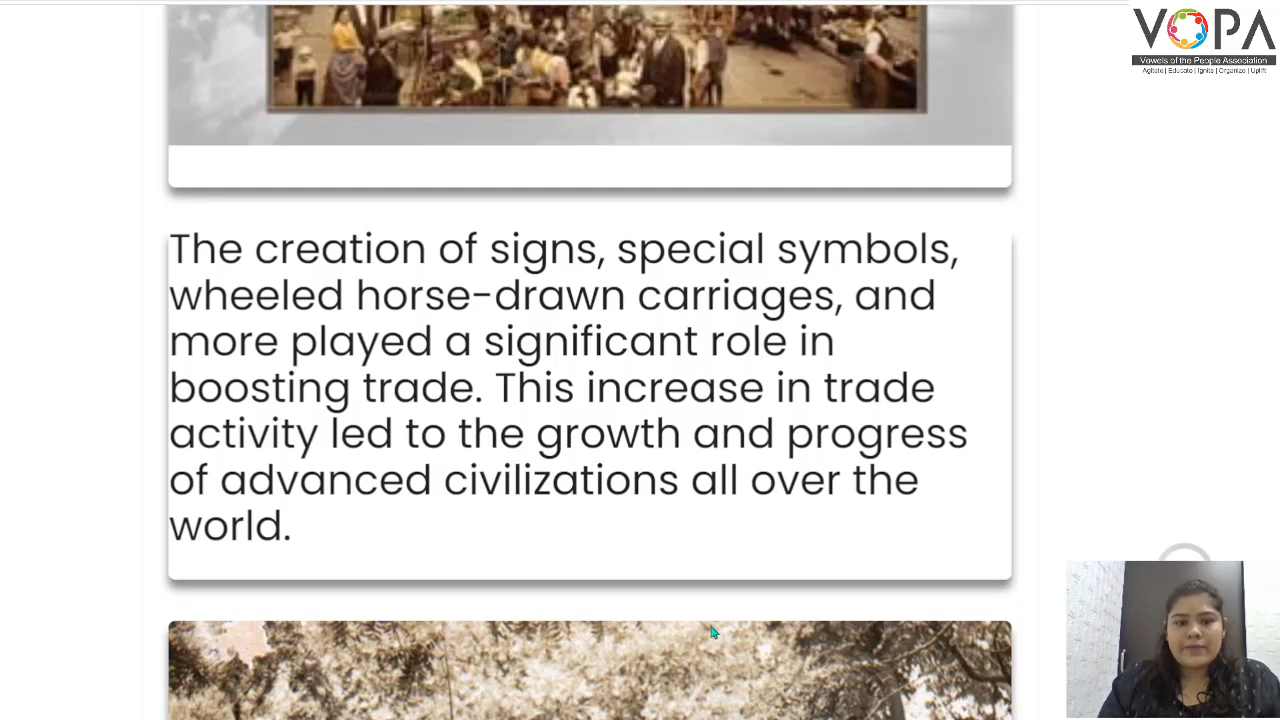 VOPA
Vowels of the People Association
Agitate | Educate | Ignite | Organize | Uplift
The creation of signs, special symbols,
wheeled horse-drawn carriages, and
more played a significant role in
boosting trade. This increase in trade
activity led to the growth and progress
of advanced civilizations all over the
world.